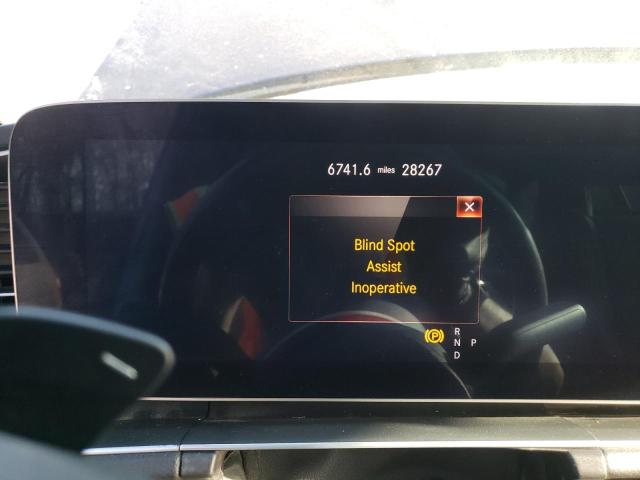 6741.6 miles 28267
X
Blind Spot
Assist
Inoperative
P R
N P
D